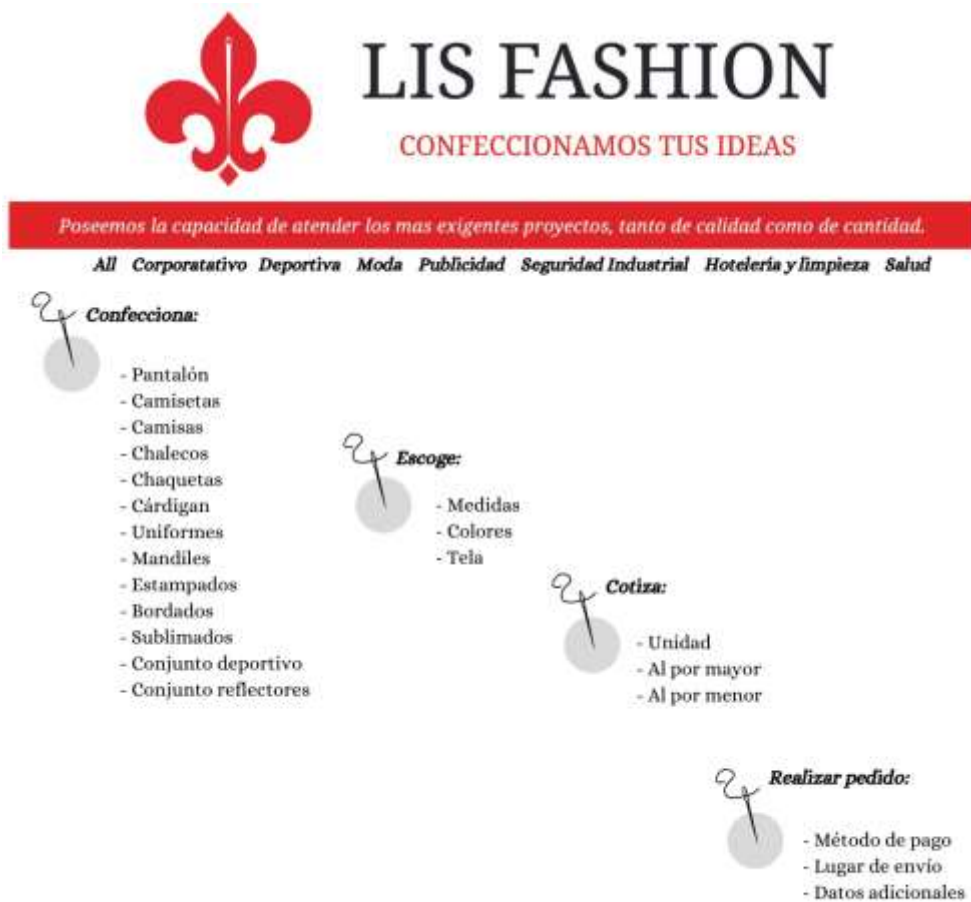 LIS FASHION
CONFECCIONAMOS TUS IDEAS
Poseemos la capacidad de atender los mas exigentes proyectos, tanto de calidad como de cantidad.
All Corporatativo Deportiva Moda Publicidad Seguridad Industrial Hotelería y limpieza Salud
Confecciona:
- Pantalón
- Camisetas
- Camisas
- Chalecos
- Chaquetas
- Cárdigan
- Uniformes
- Mandiles
- Estampados
- Bordados
- Sublimados
- Conjunto deportivo
- Conjunto reflectores
Escoge:
- Medidas
- Colores
- Tela
Cotiza:
- Unidad
- Al por mayor
- Al por menor
Realizar pedido:
- Método de pago
- Lugar de envío
- Datos adicionales